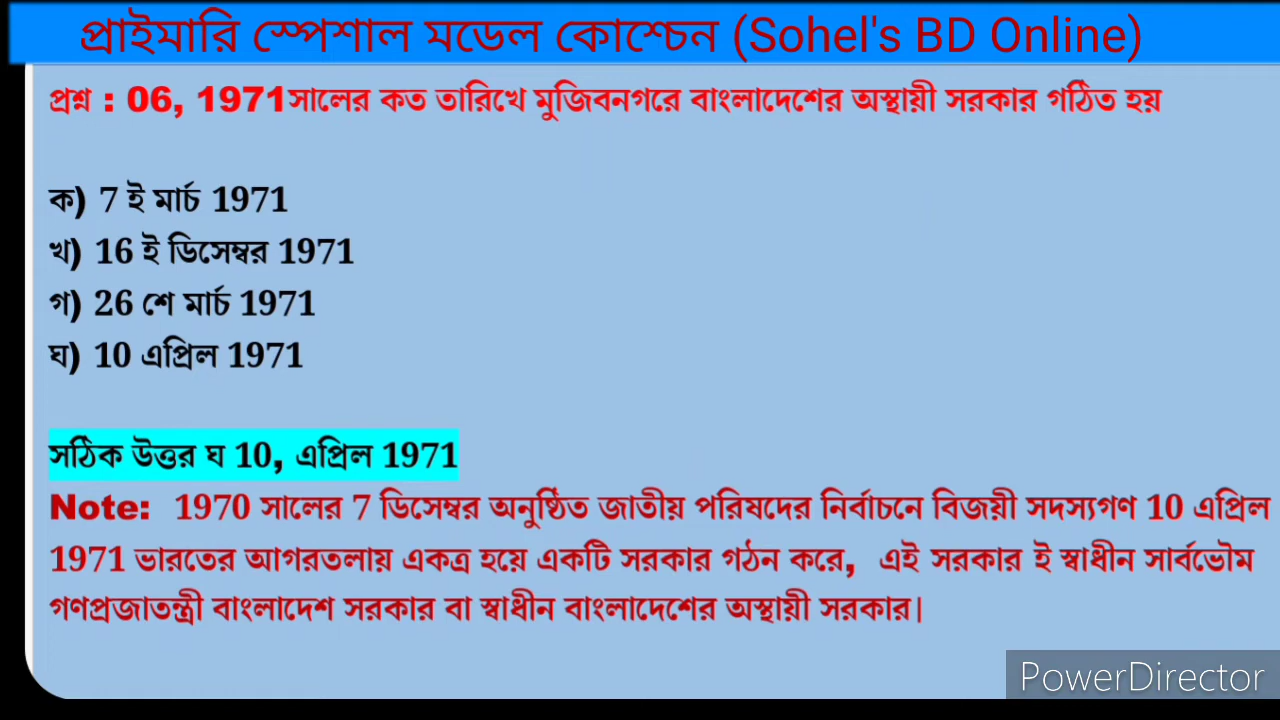 প্রাইমারি স্পেশাল মডেল কোশ্চেন (Sohel's BD Online)
প্রশ্ন : 06, 1971সালের কত তারিখে মুজিবনগরে বাংলাদেশের অস্থায়ী সরকার গঠিত হয়
ক) 7 ই মার্চ 1971
খ) 16 ই ডিসেম্বর 1971
গ) 26 শে মার্চ 1971
ঘ) 10 এপ্রিল 1971
সঠিক উত্তর ঘ 10, এপ্রিল 1971
Note: 1970 সালের 7 ডিসেম্বর অনুষ্ঠিত জাতীয় পরিষদের নির্বাচনে বিজয়ী সদস্যগণ 10 এপ্রিল
1971 ভারতের আগরতলায় একত্র হয়ে একটি সরকার গঠন করে, এই সরকার ই স্বাধীন সার্বভৌম
গণপ্রজাতন্ত্রী বাংলাদেশ সরকার বা স্বাধীন বাংলাদেশের অস্থায়ী সরকার|
PowerDirector